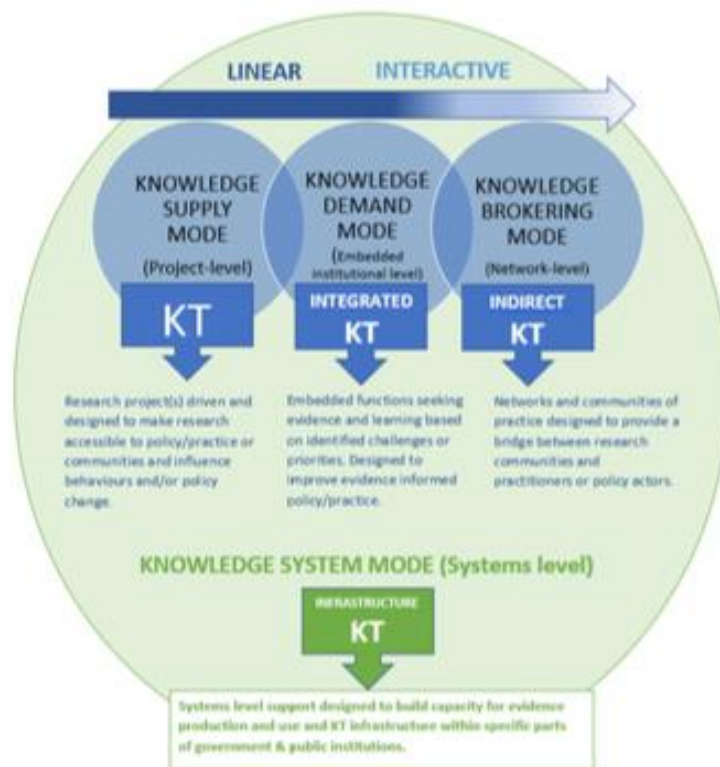 LINEAR INTERACTIVE
KNOWLEDGE
SUPPLY
MODE
(Project-level)
KNOWLEDGE
DEMAND
MODE
(Embedded
institutional level)
KNOWLEDGE
BROKERING
MODE
(Network-level)
KT
INTEGRATED
KT
INDIRECT
KT
Research project(s) driven and
designed to make research
accessible to policy/practice or
communities and influence
behaviours and/or policy
change.
Embedded functions seeking
evidence and learning based
on identified challenges or
priorities. Designed to
improve evidence informed
policy/practice.
Networks and communities of
practice designed to provide a
bridge between research
communities and
practitioners or policy actors.
KNOWLEDGE SYSTEM MODE (Systems level)
INFRASTRUCTURE
KT
Systems level support designed to build capacity for evidence
production and use and KT infrastructure within specific parts
of government & public institutions.